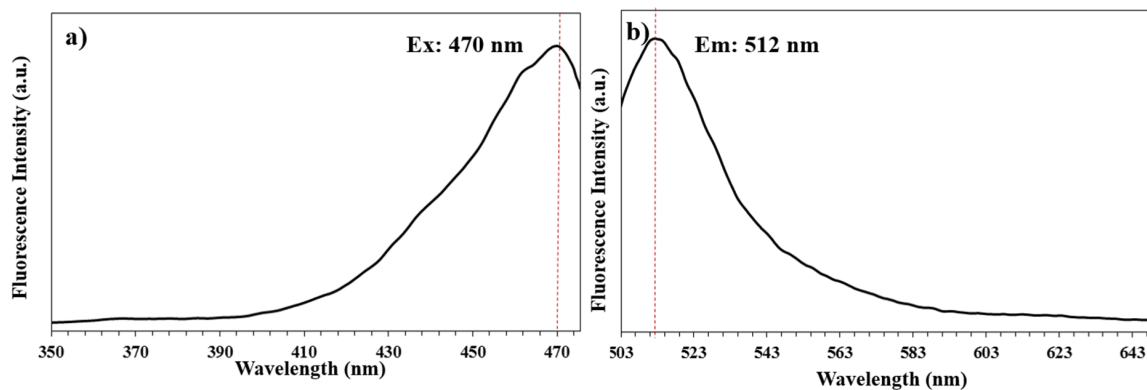 a)
Ex: 470 nm
Fluorescence Intensity (a.u.)
350 370 390 410 430 450 470
Wavelength (nm)
b)
Em: 512 nm
Fluorescence Intensity (a.u.)
503 523 543 563 583 603 623 643
Wavelength (nm)